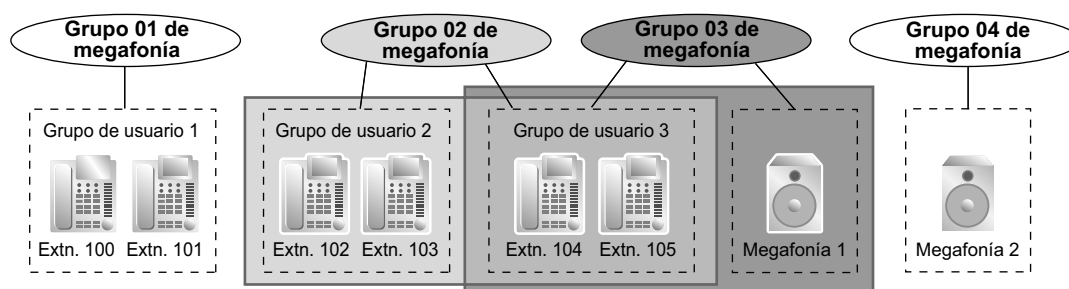 Grupo 01 de
megafonía
Grupo 02 de
megafonía
Grupo 03 de
megafonía
Grupo 04 de
megafonía
Grupo de usuario 1
Grupo de usuario 2
Grupo de usuario 3
Extn. 100
Extn. 101
Extn. 102
Extn. 103
Extn. 104
Extn. 105
Megafonía 1
Megafonía 2